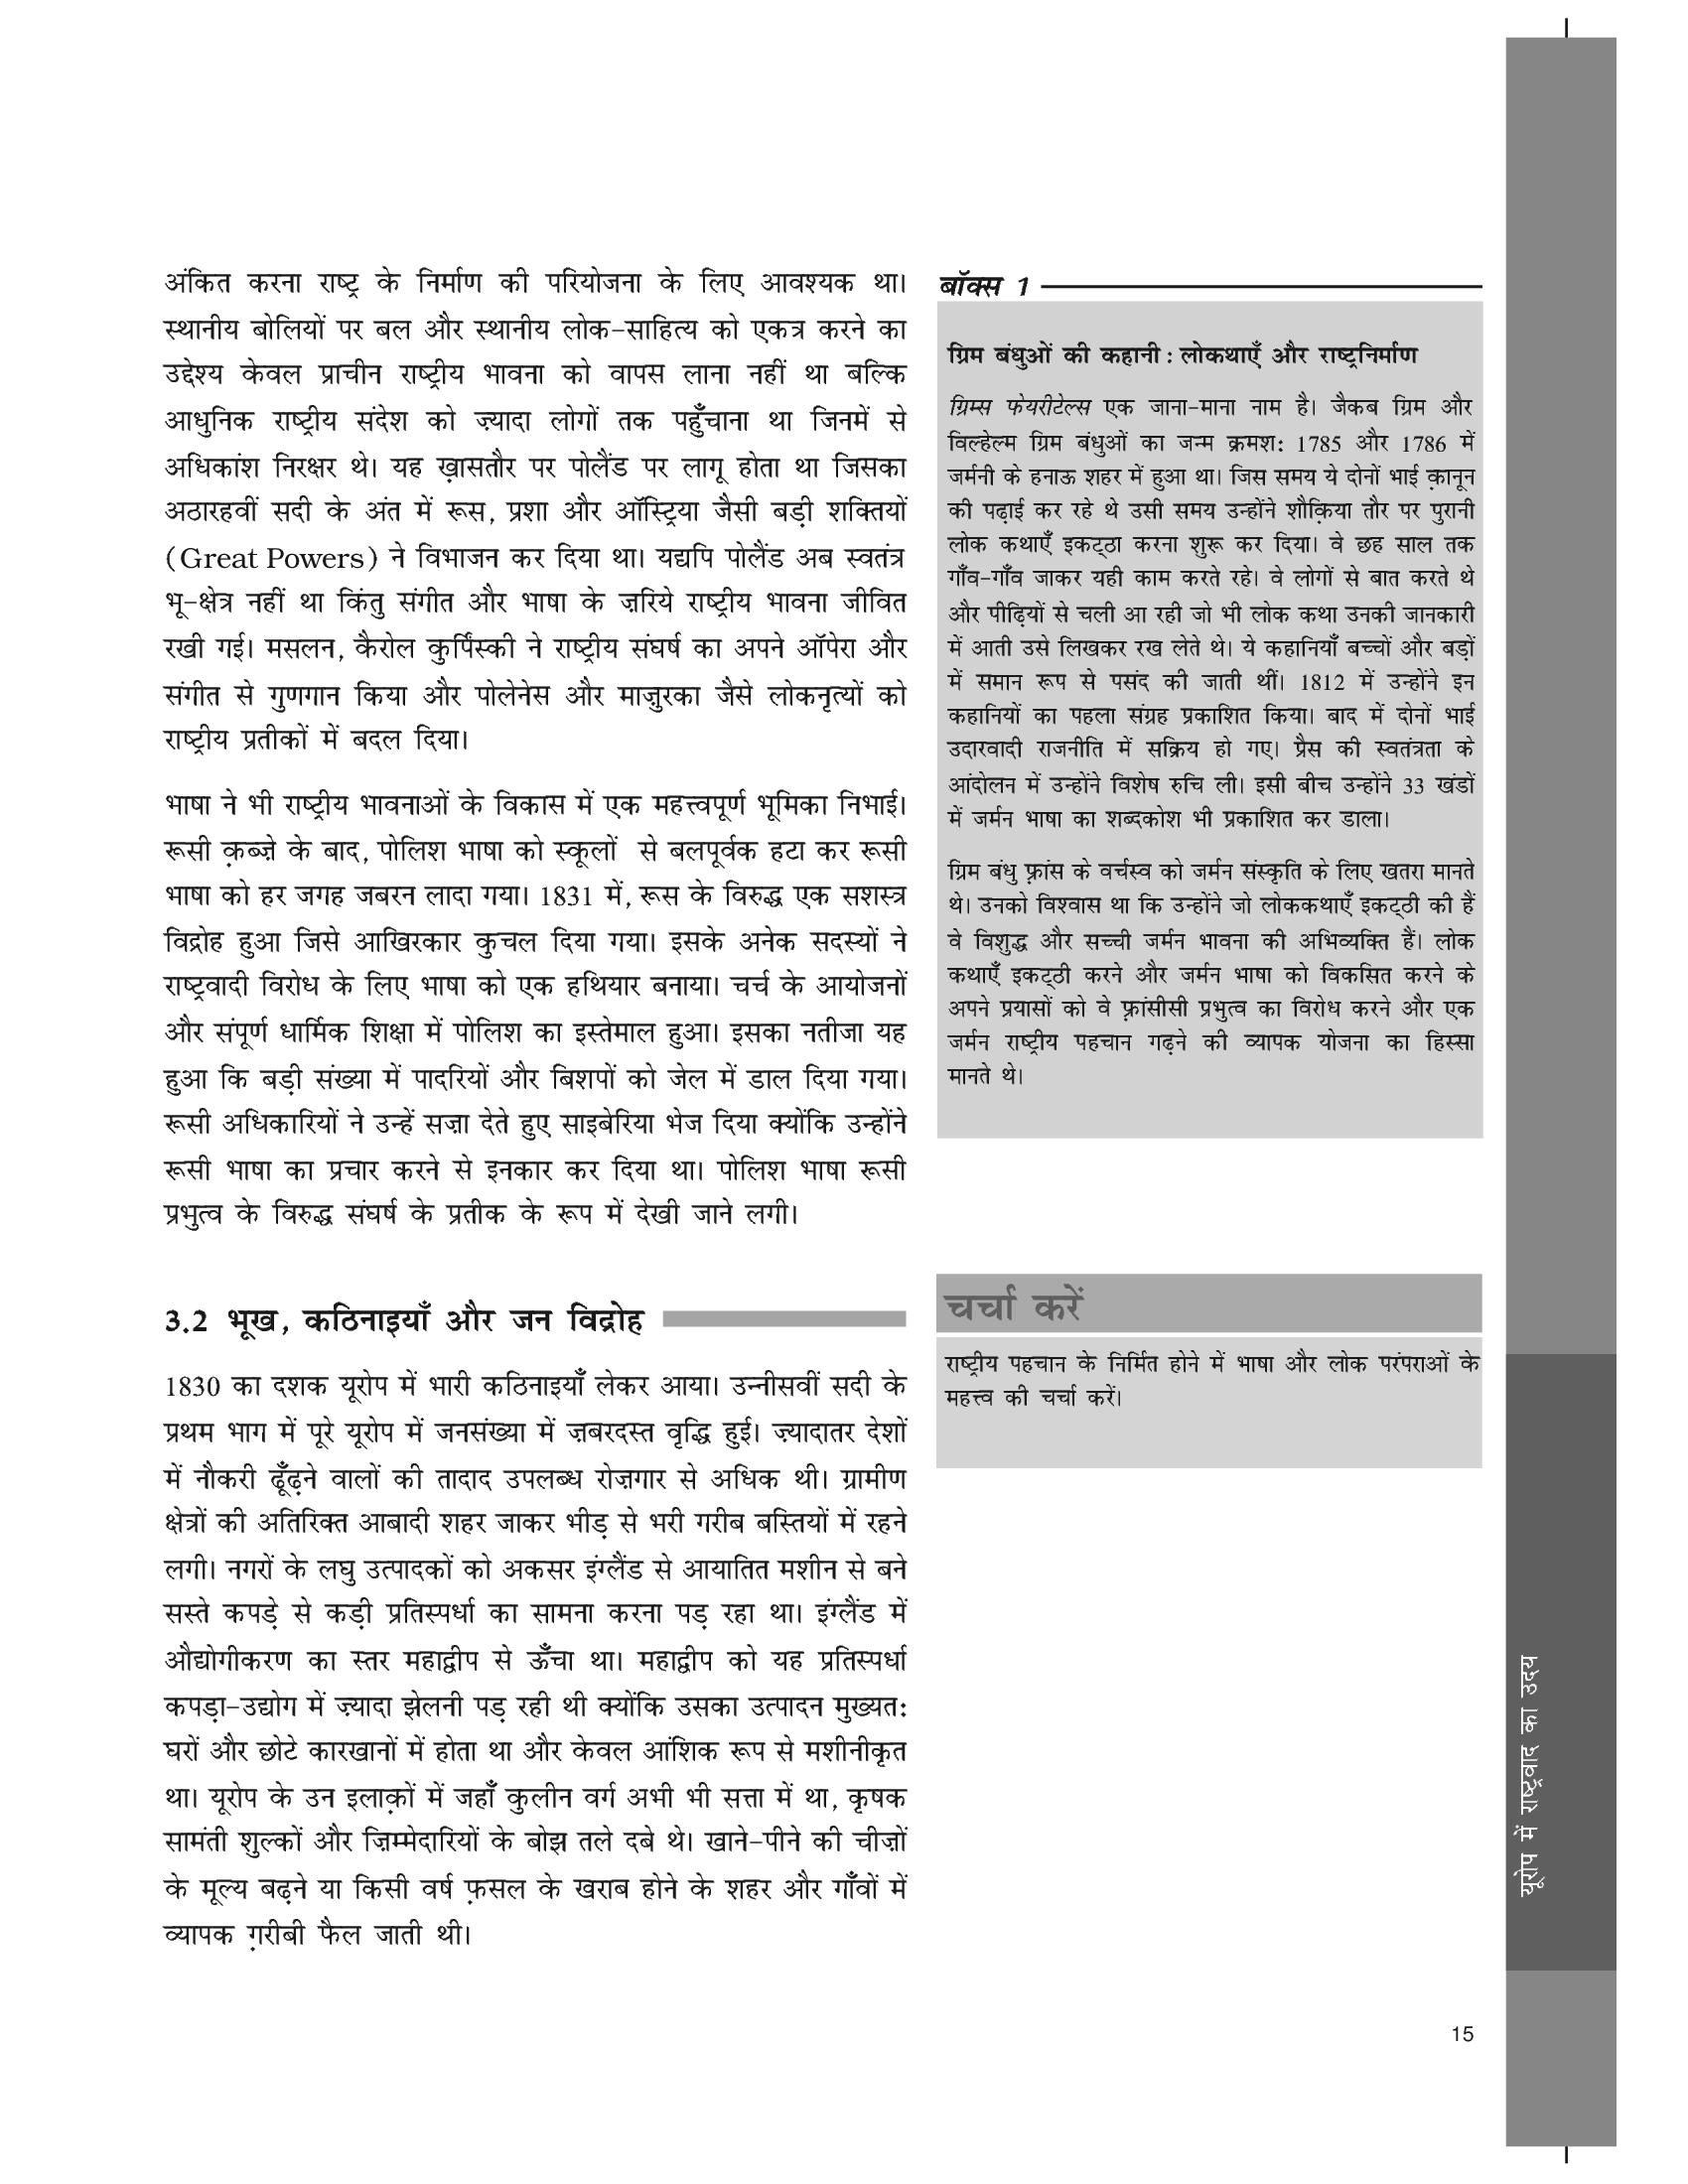 अंकित करना राष्ट्र के निर्माण की परियोजना के लिए आवश्यक था।
स्थानीय बोलियों पर बल और स्थानीय लोक-साहित्य को एकत्र करने का
उद्देश्य केवल प्राचीन राष्ट्रीय भावना को वापस लाना नहीं था बल्कि
आधुनिक राष्ट्रीय संदेश को ज़्यादा लोगों तक पहुँचाना था जिनमें से
अधिकांश निरक्षर थे। यह ख़ासतौर पर पोलैंड पर लागू होता था जिसका
अठारहवीं सदी के अंत में रूस, प्रशा और ऑस्ट्रिया जैसी बड़ी शक्तियों
(Great Powers) ने विभाजन कर दिया था। यद्यपि पोलैंड अब स्वतंत्र
भू-क्षेत्र नहीं था किंतु संगीत और भाषा के ज़रिये राष्ट्रीय भावना जीवित
रखी गई। मसलन, कैरोल कुर्पिंस्की ने राष्ट्रीय संघर्ष का अपने ऑपेरा और
संगीत से गुणगान किया और पोलेनेस और माज़ुरका जैसे लोकनृत्यों को
राष्ट्रीय प्रतीकों में बदल दिया।
भाषा ने भी राष्ट्रीय भावनाओं के विकास में एक महत्त्वपूर्ण भूमिका निभाई।
रूसी क़ब्ज़े के बाद, पोलिश भाषा को स्कूलों से बलपूर्वक हटा कर रूसी
भाषा को हर जगह जबरन लादा गया। 1831 में, रूस के विरुद्ध एक सशस्त्र
विद्रोह हुआ जिसे आखिरकार कुचल दिया गया। इसके अनेक सदस्यों ने
राष्ट्रवादी विरोध के लिए भाषा को एक हथियार बनाया। चर्च के आयोजनों
और संपूर्ण धार्मिक शिक्षा में पोलिश का इस्तेमाल हुआ। इसका नतीजा यह
हुआ कि बड़ी संख्या में पादरियों और बिशपों को जेल में डाल दिया गया।
रूसी अधिकारियों ने उन्हें सज़ा देते हुए साइबेरिया भेज दिया क्योंकि उन्होंने
रूसी भाषा का प्रचार करने से इनकार कर दिया था। पोलिश भाषा रूसी
प्रभुत्व के विरुद्ध संघर्ष के प्रतीक के रूप में देखी जाने लगी।
3.2 भूख, कठिनाइयाँ और जन विद्रोह
1830 का दशक यूरोप में भारी कठिनाइयाँ लेकर आया। उन्नीसवीं सदी के
प्रथम भाग में पूरे यूरोप में जनसंख्या में ज़बरदस्त वृद्धि हुई। ज़्यादातर देशों
में नौकरी ढूँढ़ने वालों की तादाद उपलब्ध रोज़गार से अधिक थी। ग्रामीण
क्षेत्रों की अतिरिक्त आबादी शहर जाकर भीड़ से भरी गरीब बस्तियों में रहने
लगी। नगरों के लघु उत्पादकों को अकसर इंग्लैंड से आयातित मशीन से बने
सस्ते कपड़े से कड़ी प्रतिस्पर्धा का सामना करना पड़ रहा था। इंग्लैंड में
औद्योगीकरण का स्तर महाद्वीप से ऊँचा था। महाद्वीप को यह प्रतिस्पर्धा
कपड़ा-उद्योग में ज़्यादा झेलनी पड़ रही थी क्योंकि उसका उत्पादन मुख्यत:
घरों और छोटे कारखानों में होता था और केवल आंशिक रूप से मशीनीकृत
था। यूरोप के उन इलाक़ों में जहाँ कुलीन वर्ग अभी भी सत्ता में था, कृषक
सामंती शुल्कों और ज़िम्मेदारियों के बोझ तले दबे थे। खाने-पीने की चीज़ों
के मूल्य बढ़ने या किसी वर्ष फ़सल के खराब होने के शहर और गाँवों में
व्यापक ग़रीबी फैल जाती थी।
बॉक्स 1
ग्रिम बंधुओं की कहानी : लोकथाएँ और राष्ट्रनिर्माण
ग्रिम्स फेयरीटेल्स एक जाना-माना नाम है। जैकब ग्रिम और
विल्हेल्म ग्रिम बंधुओं का जन्म क्रमश: 1785 और 1786 में
जर्मनी के हनाऊ शहर में हुआ था। जिस समय ये दोनों भाई क़ानून
की पढ़ाई कर रहे थे उसी समय उन्होंने शौक़िया तौर पर पुरानी
लोक कथाएँ इकट्ठा करना शुरू कर दिया। वे छह साल तक
गाँव-गाँव जाकर यही काम करते रहे। वे लोगों से बात करते थे
और पीढ़ियों से चली आ रही जो भी लोक कथा उनकी जानकारी
में आती उसे लिखकर रख लेते थे। ये कहानियाँ बच्चों और बड़ों
में समान रूप से पसंद की जाती थीं। 1812 में उन्होंने इन
कहानियों का पहला संग्रह प्रकाशित किया। बाद में दोनों भाई
उदारवादी राजनीति में सक्रिय हो गए। प्रैस की स्वतंत्रता के
आंदोलन में उन्होंने विशेष रुचि ली। इसी बीच उन्होंने 33 खंडों
में जर्मन भाषा का शब्दकोश भी प्रकाशित कर डाला।
ग्रिम बंधु फ़्रांस के वर्चस्व को जर्मन संस्कृति के लिए खतरा मानते
थे। उनको विश्वास था कि उन्होंने जो लोककथाएँ इकट्ठी की हैं
वे विशुद्ध और सच्ची जर्मन भावना की अभिव्यक्ति हैं। लोक
कथाएँ इकट्ठी करने और जर्मन भाषा को विकसित करने के
अपने प्रयासों को वे फ़्रांसीसी प्रभुत्व का विरोध करने और एक
जर्मन राष्ट्रीय पहचान गढ़ने की व्यापक योजना का हिस्सा
मानते थे।
चर्चा करें
राष्ट्रीय पहचान के निर्मित होने में भाषा और लोक परंपराओं के
महत्त्व की चर्चा करें।
यूरोप में राष्ट्रवाद का उदय
15